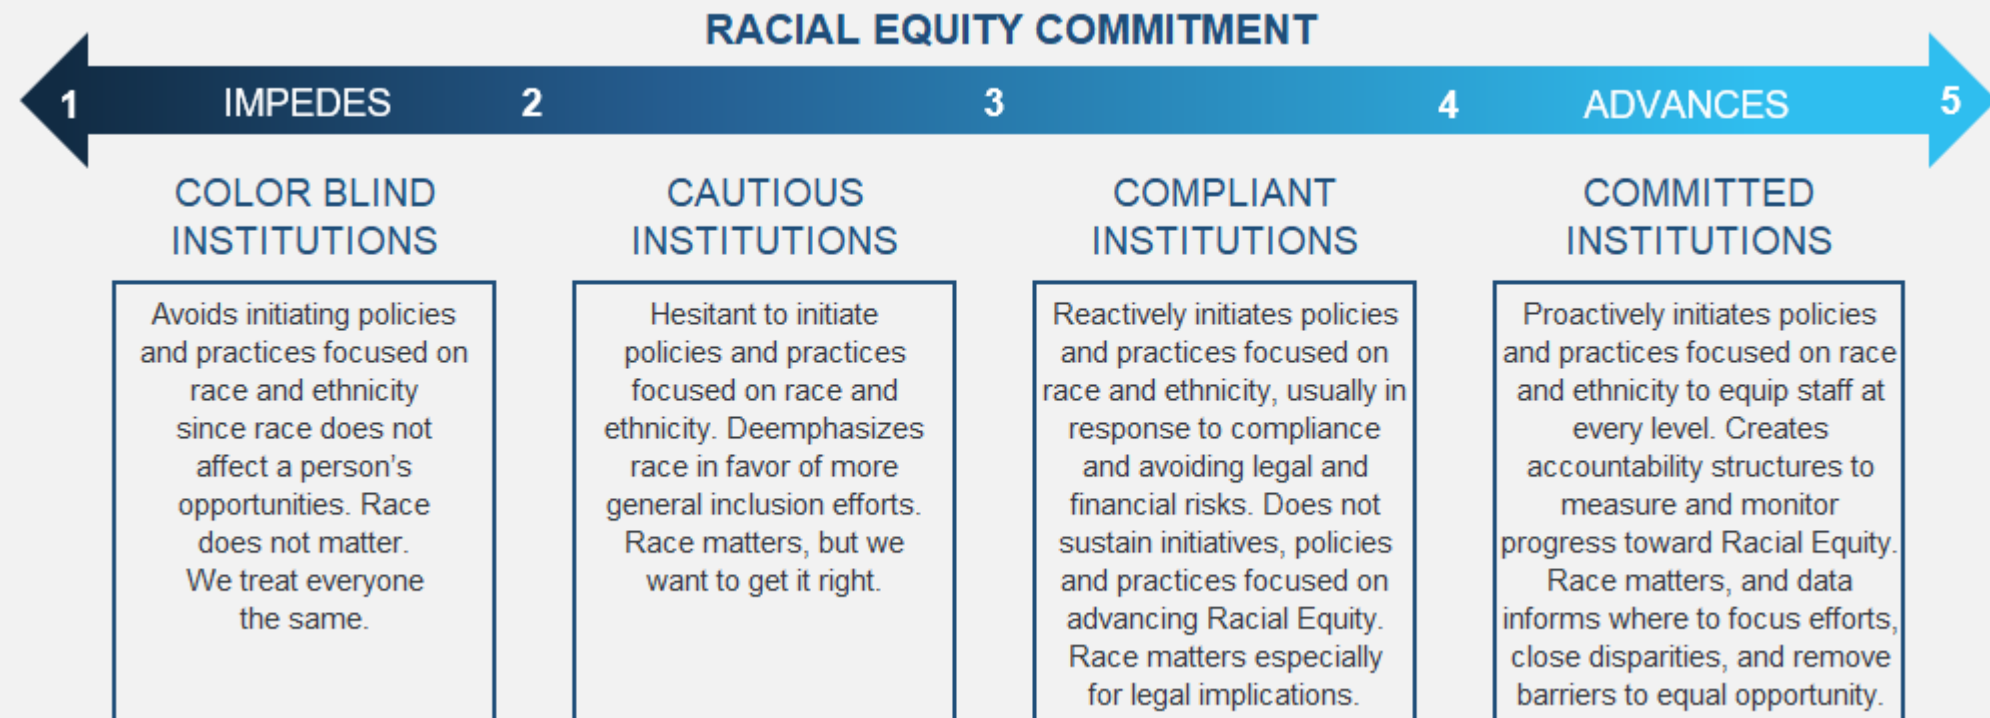 RACIAL EQUITY COMMITMENT
1 IMPEDES 2 3 4 ADVANCES 5
COLOR BLIND
INSTITUTIONS
Avoids initiating policies
and practices focused on
race and ethnicity
since race does not
affect a person's
opportunities. Race
does not matter.
We treat everyone
the same.
CAUTIOUS
INSTITUTIONS
Hesitant to initiate
policies and practices
focused on race and
ethnicity. Deemphasizes
race in favor of more
general inclusion efforts.
Race matters, but we
want to get it right.
COMPLIANT
INSTITUTIONS
Reactively initiates policies
and practices focused on
race and ethnicity, usually in
response to compliance
and avoiding legal and
financial risks. Does not
sustain initiatives, policies
and practices focused on
advancing Racial Equity.
Race matters especially
for legal implications.
COMMITTED
INSTITUTIONS
Proactively initiates policies
and practices focused on race
and ethnicity to equip staff at
every level. Creates
accountability structures to
measure and monitor
progress toward Racial Equity.
Race matters, and data
informs where to focus efforts,
close disparities, and remove
barriers to equal opportunity.